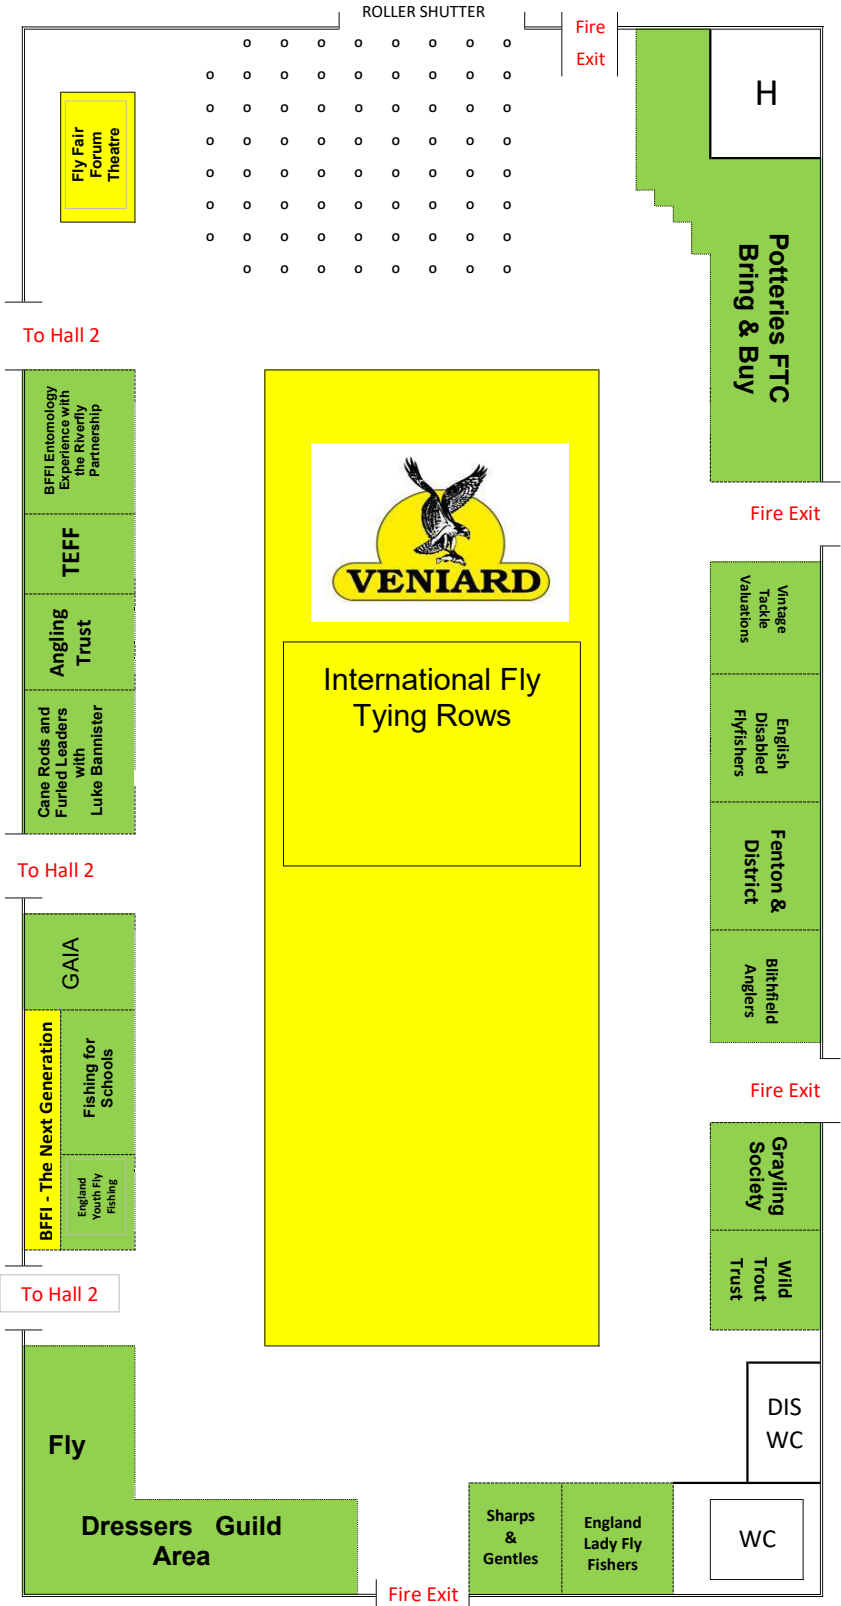 ROLLER SHUTTER
Fire
Exit
o o o o o o o o
o o o o o o o o o
o o o o o o o o o
o o o o o o o o o
o o o o o o o o o
o o o o o o o o o
o o o o o o o o o
o o o o o o o o
H
Fly Fair
Forum
Theatre
Potteries FTC
Bring & Buy
To Hall 2
BFFI Entomology
Experience with
the Riverfly
Partnership
TEFF
Angling
Trust
Cane Rods and
Furled Leaders
with
Luke Bannister
VENIARD
International Fly
Tying Rows
Fire Exit
Vintage
Tackle
Valuations
English
Disabled
Flyfishers
Fenton &
District
Blithfield
Anglers
To Hall 2
GAIA
BFFI - The Next Generation
Fishing for
Schools
England
Youth Fly
Fishing
Fire Exit
Grayling
Society
Wild
Trout
Trust
To Hall 2
Fly
Dressers Guild
Area
Fire Exit
Sharps
&
Gentles
England
Lady Fly
Fishers
DIS
WC
WC